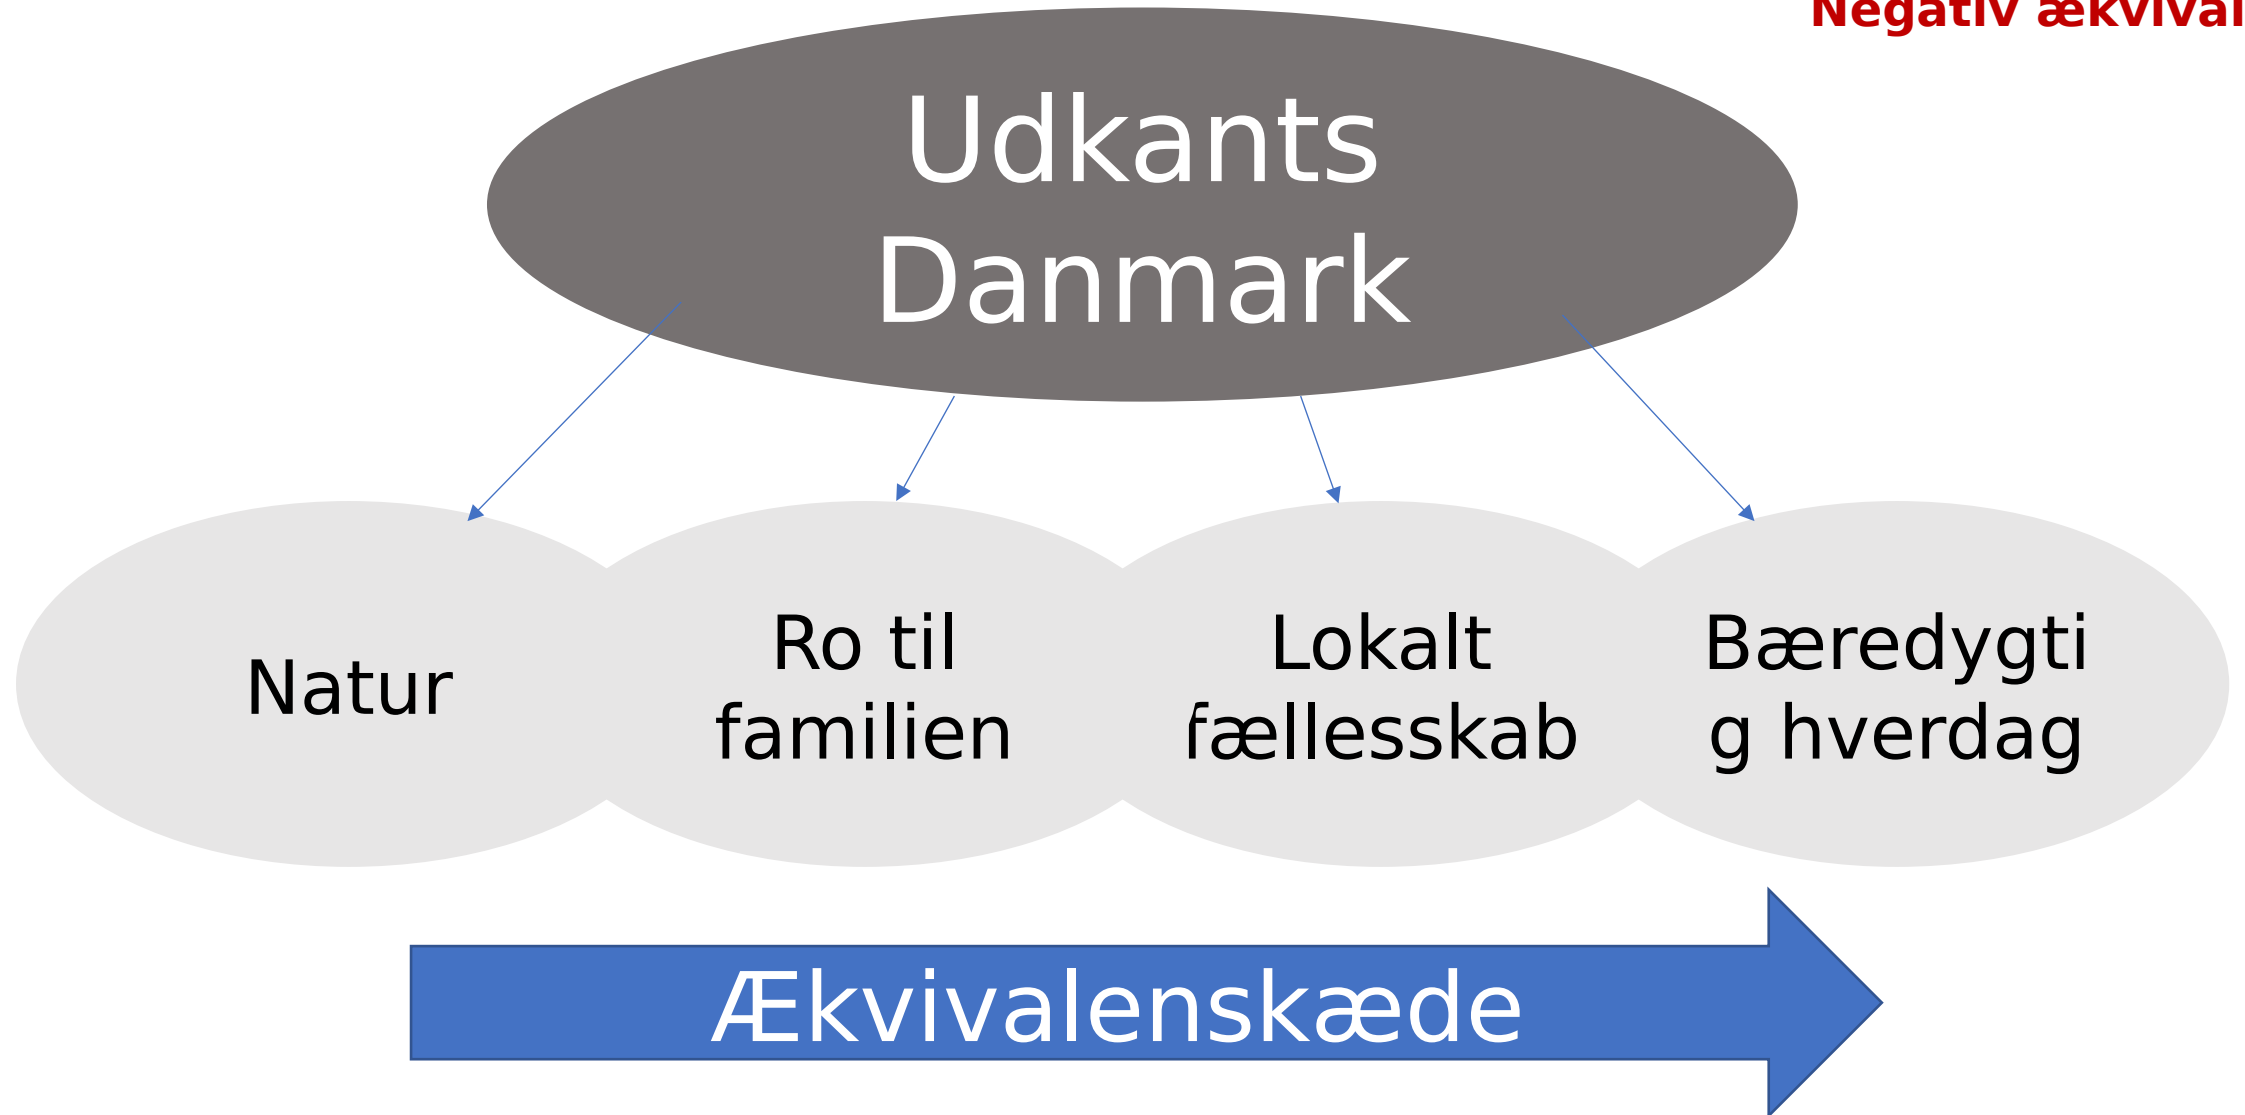 Negativ ækvival
Udkants
Danmark
Natur
Ro til
familien
Lokalt
fællesskab
Bæredygti
g hverdag
Ækvivalenskæde